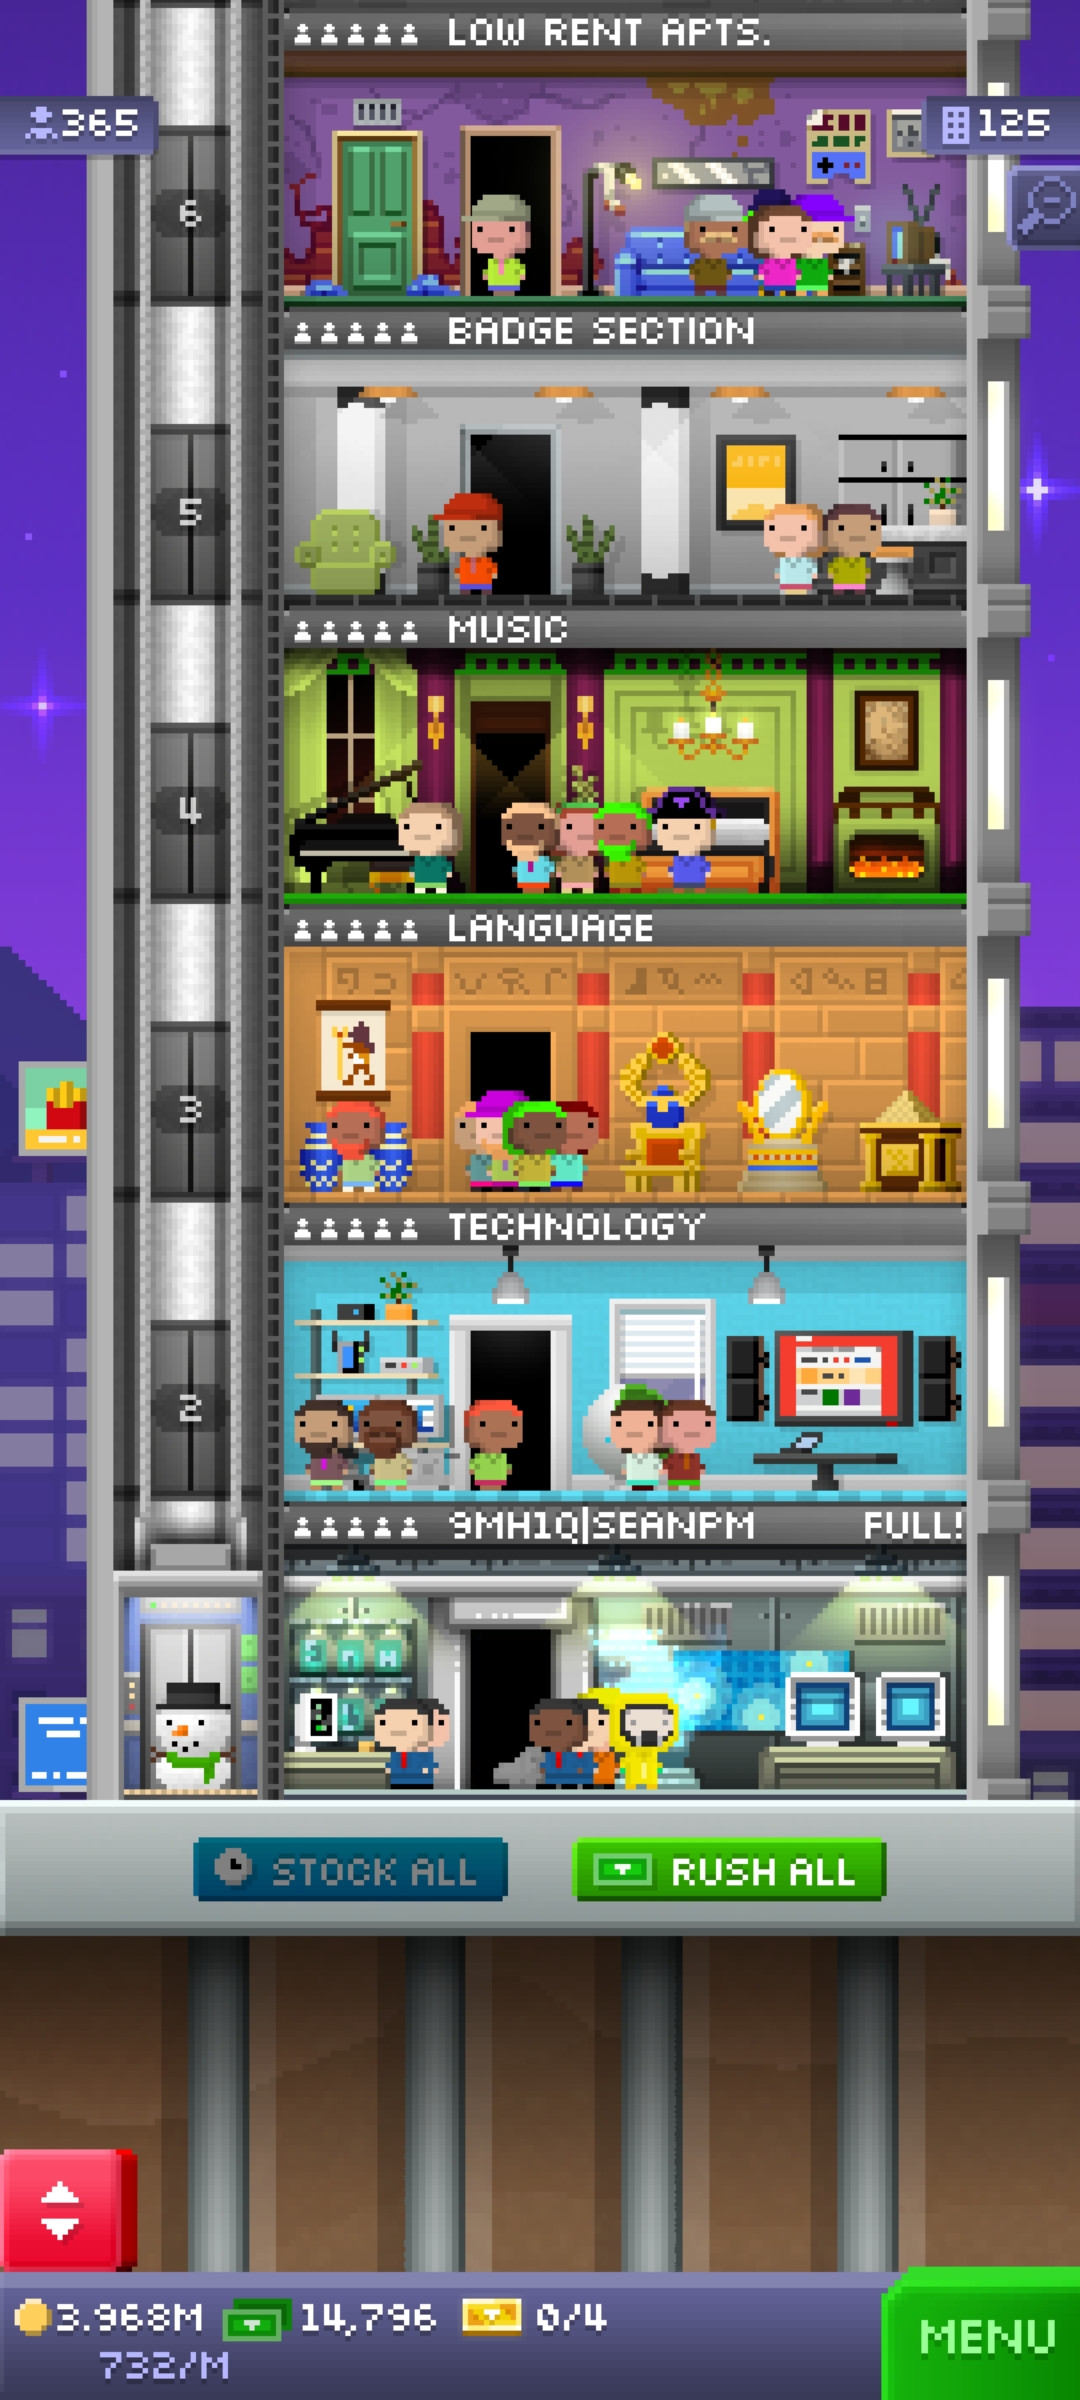 LOW RENT APTS.
365
125
6
BADGE SECTION
5
MUSIC
4
LANGUAGE
3
TECHNOLOGY
2
9MH1Q|SEANPM FULL!
STOCK ALL
RUSH ALL
3.968M 14,796 0/4
732/M
MENU